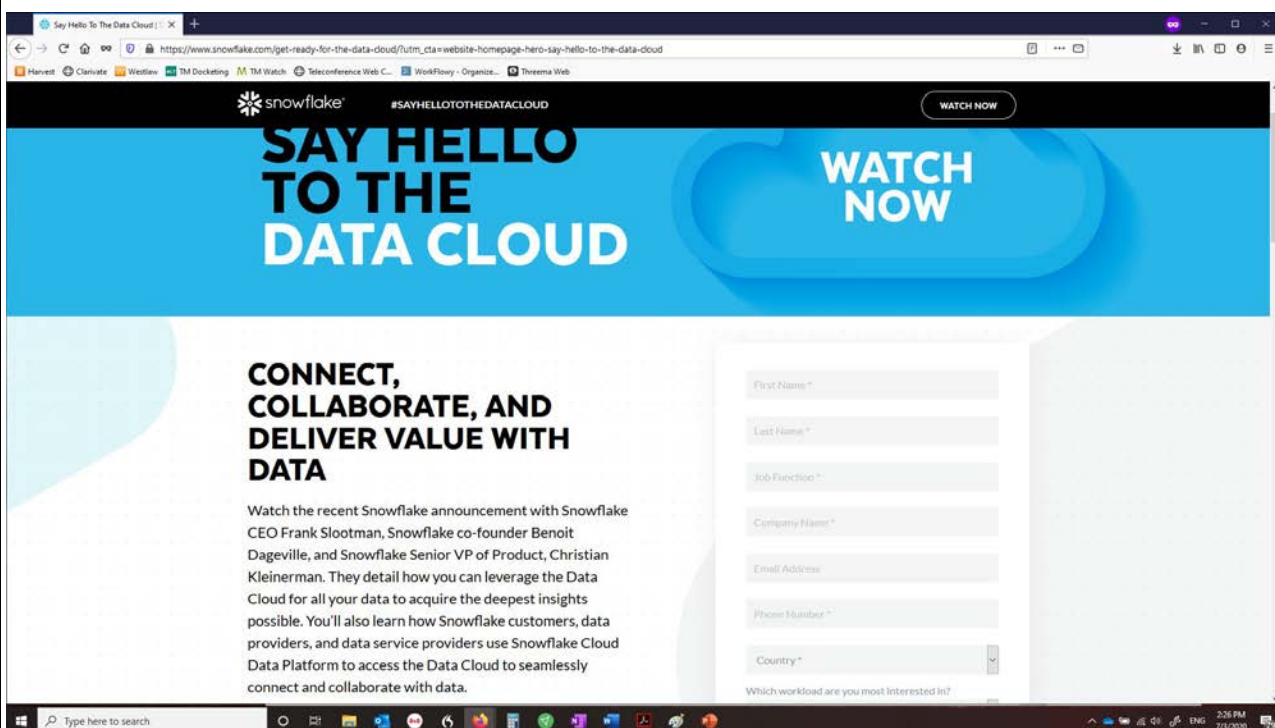 Say Hello To The Data Cloud |
https://www.snowflake.com/get-ready-for-the-data-cloud/?utm_cta=website-homepage-hero-say-hello-to-the-data-cloud
Harvest Clarivate Westlaw TM Docketing TM Watch Teleconference Web C... WorkFlowy - Organize... Threema Web
snowflake #SAYHELLOTOTHEDATACLOUD WATCH NOW
SAY HELLO
TO THE
DATA CLOUD
WATCH
NOW
CONNECT,
COLLABORATE, AND
DELIVER VALUE WITH
DATA
Watch the recent Snowflake announcement with Snowflake
CEO Frank Slootman, Snowflake co-founder Benoit
Dageville, and Snowflake Senior VP of Product, Christian
Kleinerman. They detail how you can leverage the Data
Cloud for all your data to acquire the deepest insights
possible. You'll also learn how Snowflake customers, data
providers, and data service providers use Snowflake Cloud
Data Platform to access the Data Cloud to seamlessly
connect and collaborate with data.
First Name *
Last Name *
Job Function *
Company Name *
Email Address
Phone Number *
Country *
Which workload are you most interested in?
Type here to search
ENG 2:26 PM
7/3/2020